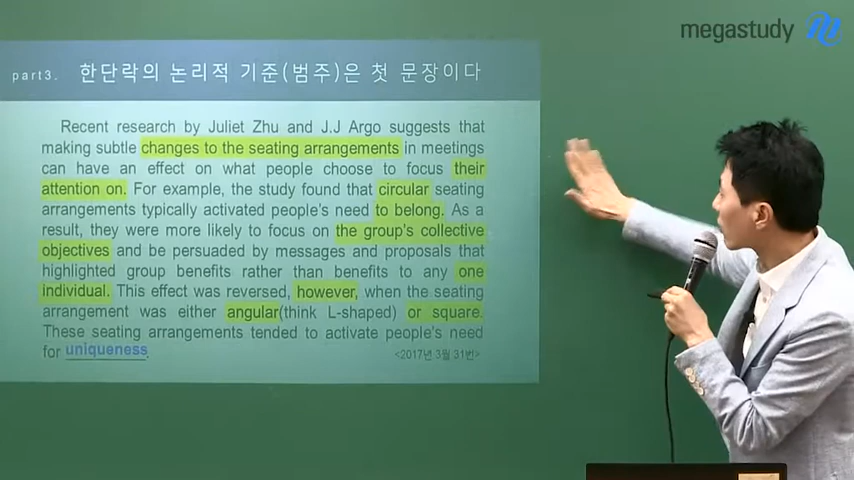 megastudy
part3. 한단락의 논리적 기준(범주)은 첫 문장이다
Recent research by Juliet Zhu and J.J Argo suggests that
making subtle changes to the seating arrangements in meetings
can have an effect on what people choose to focus their
attention on. For example, the study found that circular seating
arrangements typically activated people's need to belong. As a
result, they were more likely to focus on the group's collective
objectives and be persuaded by messages and proposals that
highlighted group benefits rather than benefits to any one
individual. This effect was reversed, however, when the seating
arrangement was either angular(think L-shaped) or or square.
These seating arrangements tended to activate people's need
for uniqueness.
<2017년 3월 31번>